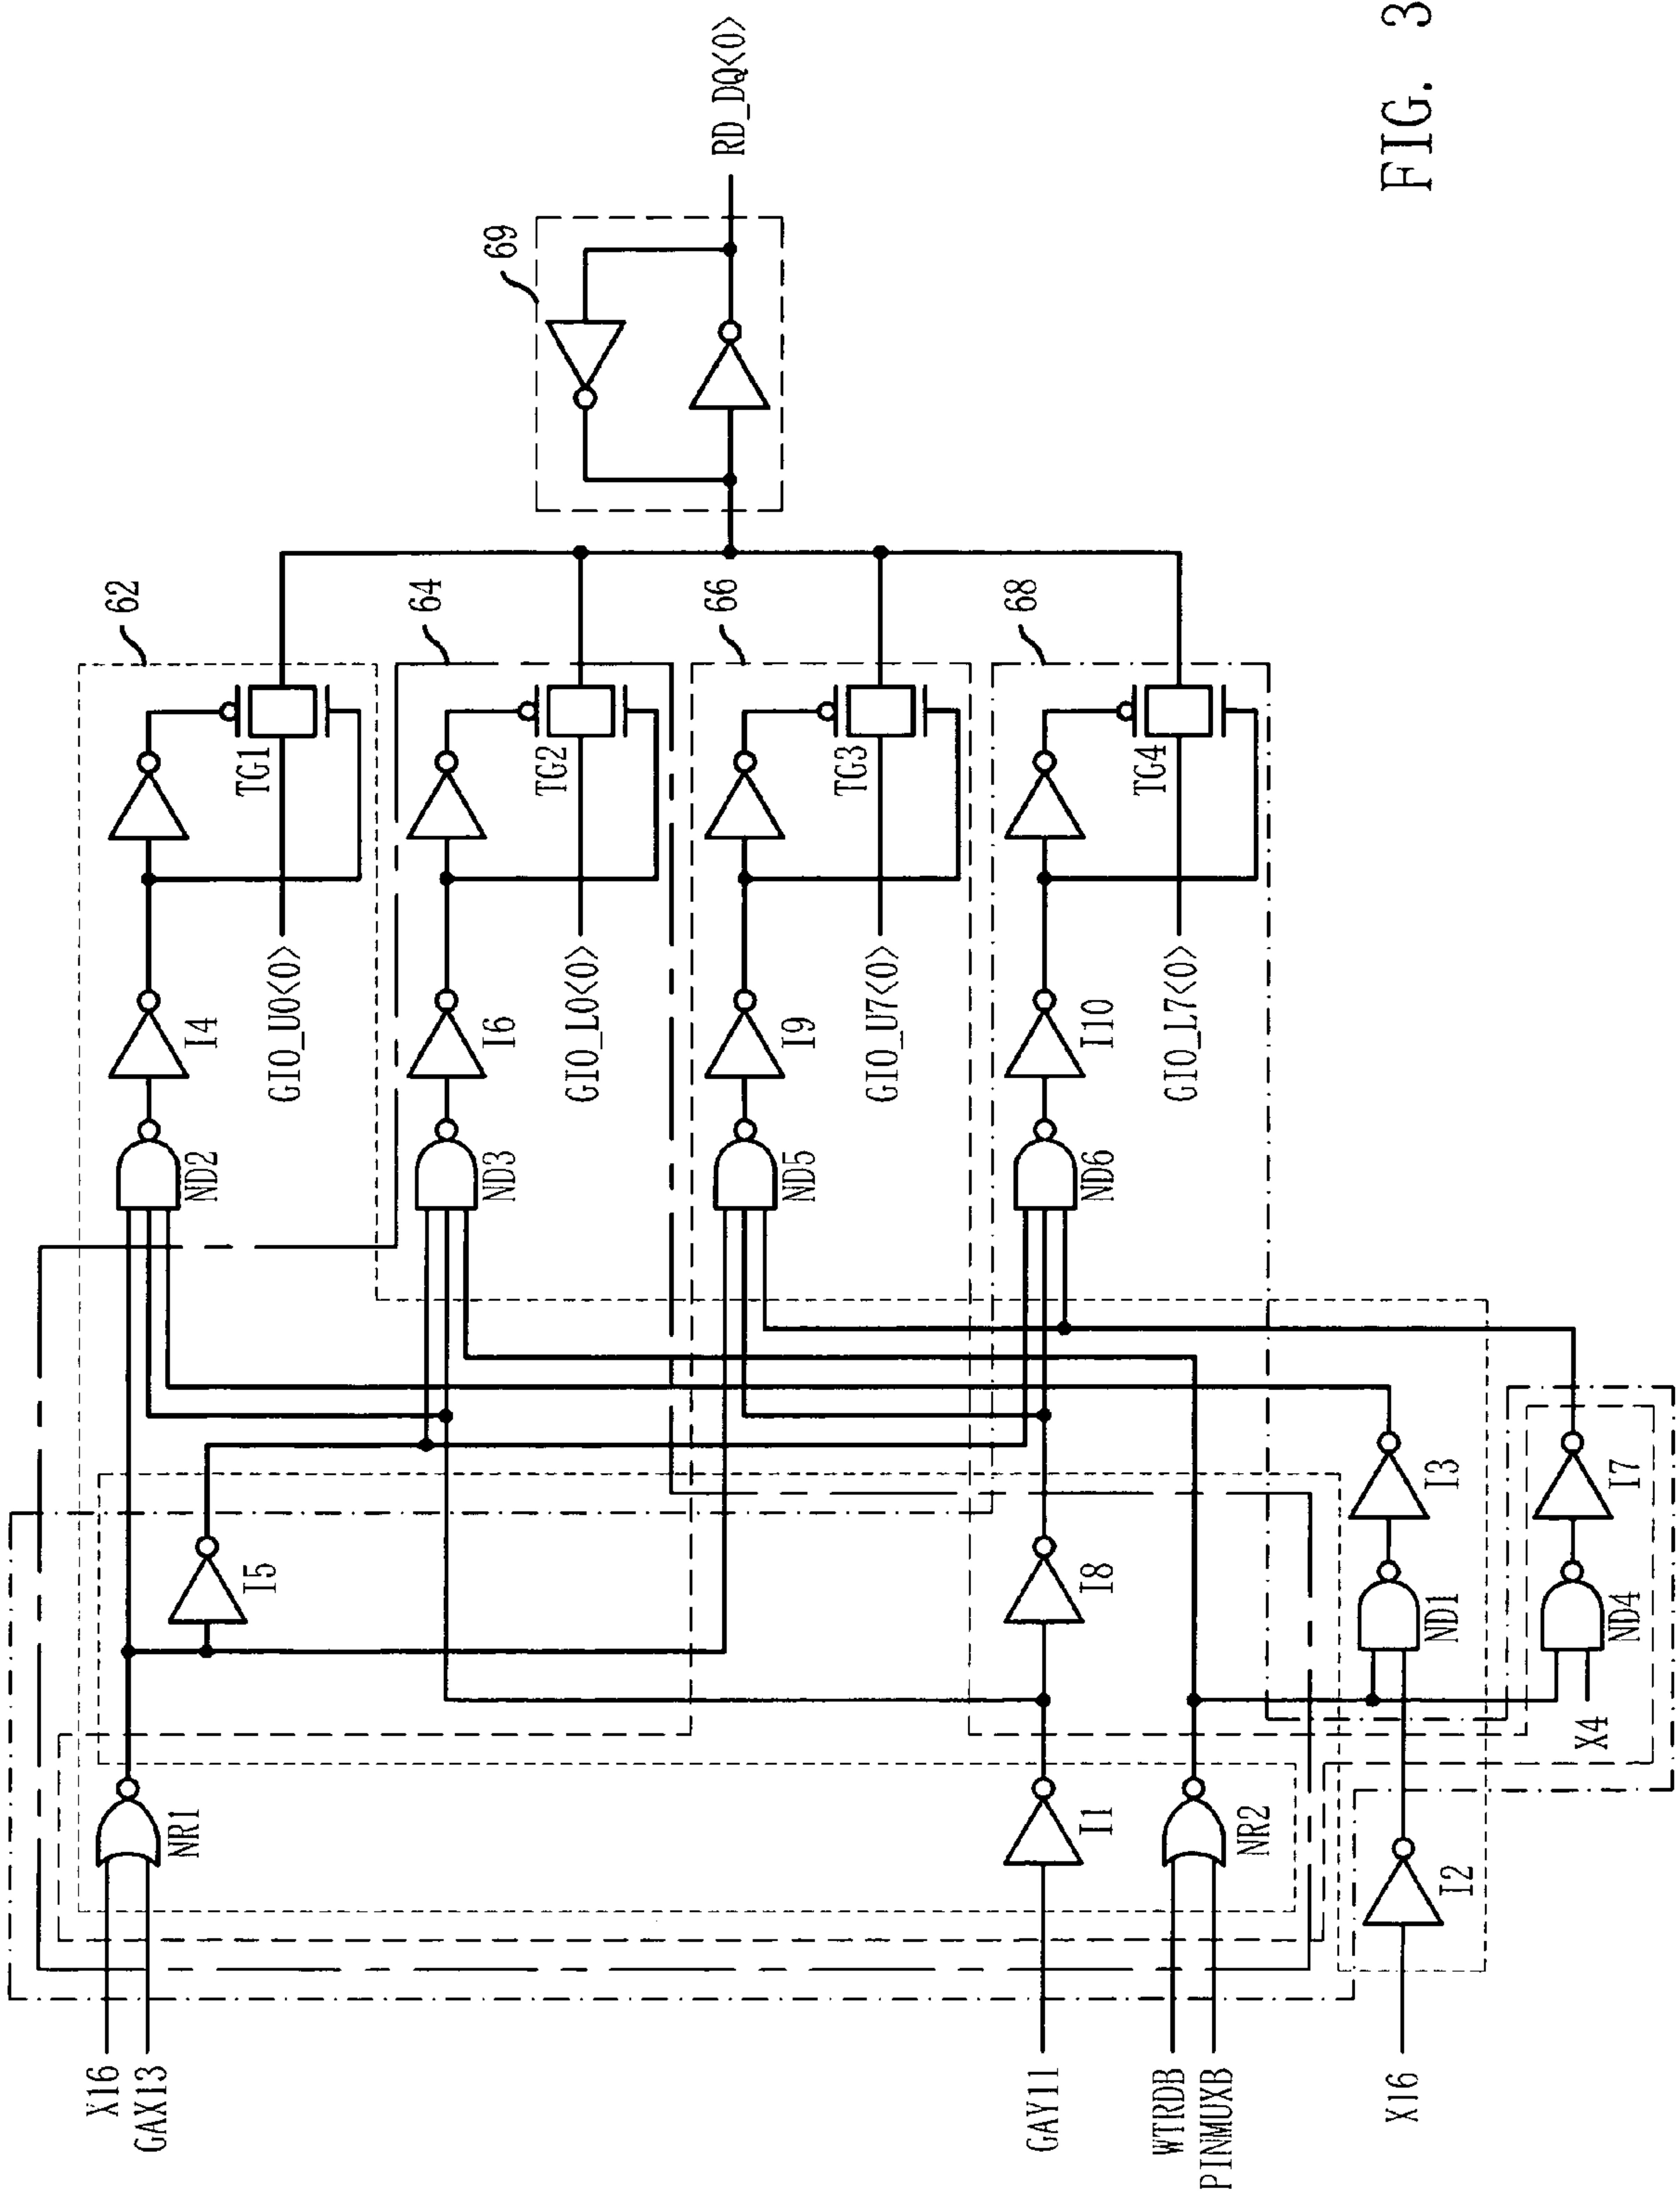 X16
GAX13
NR1
I5
ND2
I4
62
TG1
GIO_U0<0>
ND3
I6
64
TG2
GIO_L0<0>
ND5
I9
66
TG3
GIO_U7<0>
GAY11
I1
I8
ND6
I10
68
TG4
GIO_L7<0>
WTRDB
PINMUXB
NR2
X16
I2
ND1
I3
X4
ND4
I7
69
RD_DQ<0>
FIG. 3